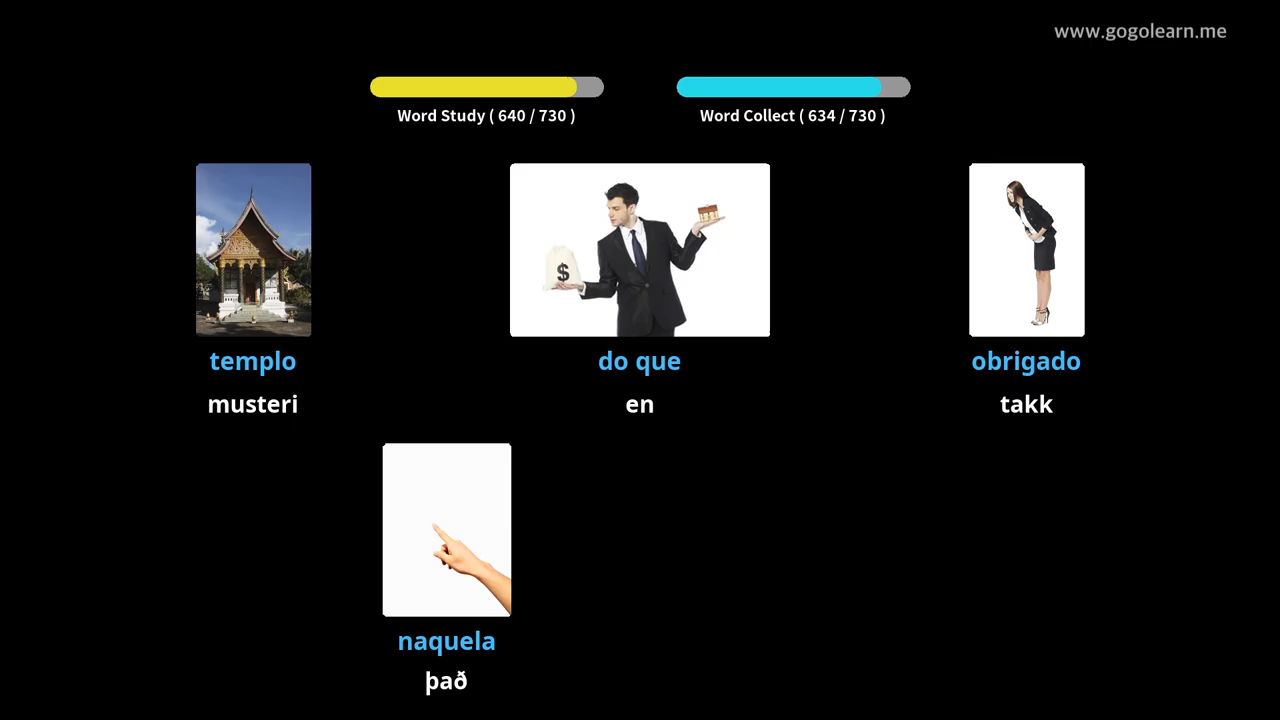 www.gogolearn.me
Word Study ( 640 / 730 )
Word Collect ( 634 / 730 )
$
templo
do que
obrigado
musteri
en
takk
naquela
það